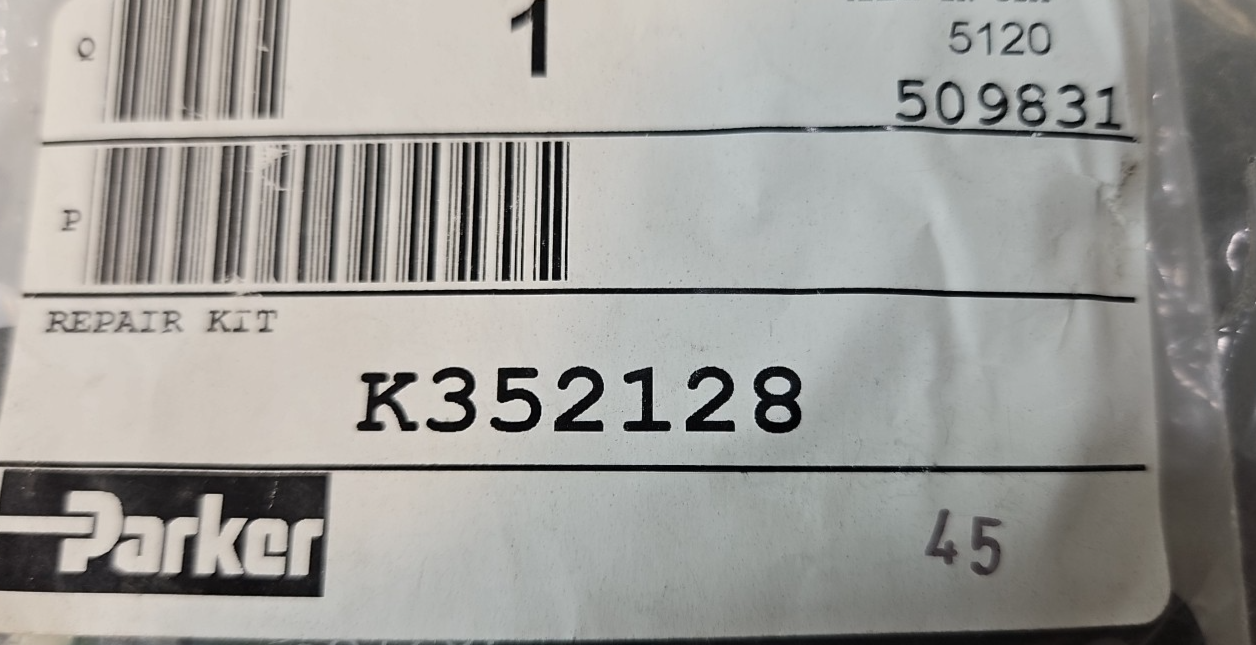 Q
1
5120
509831
P
REPAIR KIT
K352128
Parker
45